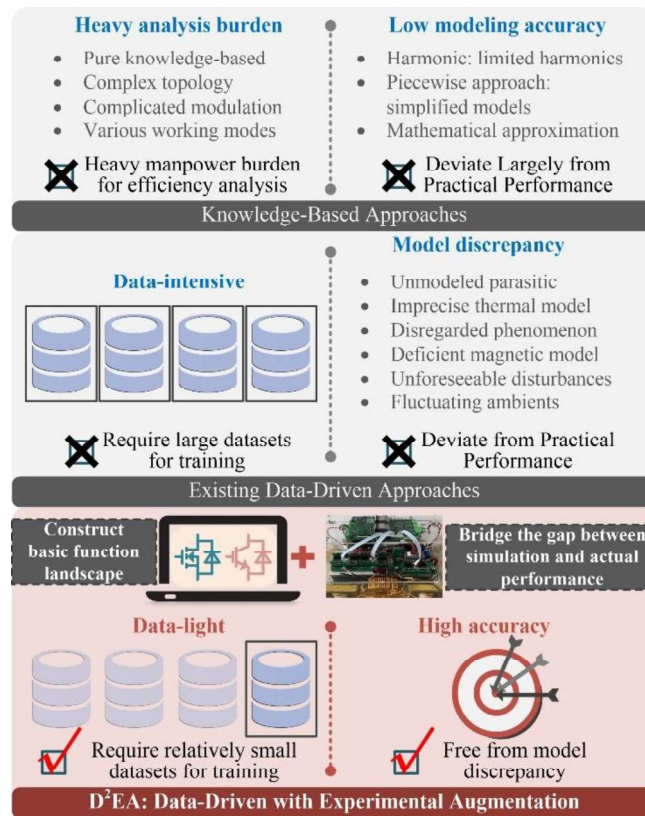 Heavy analysis burden
• Pure knowledge-based
• Complex topology
• Complicated modulation
• Various working modes
Heavy manpower burden
for efficiency analysis
Low modeling accuracy
• Harmonic: limited harmonics
• Piecewise approach:
simplified models
• Mathematical approximation
Deviate Largely from
Practical Performance
Knowledge-Based Approaches
Data-intensive
Require large datasets
for training
Model discrepancy
• Unmodeled parasitic
• Imprecise thermal model
• Disregarded phenomenon
• Deficient magnetic model
• Unforeseeable disturbances
• Fluctuating ambients
Deviate from Practical
Performance
Existing Data-Driven Approaches
Construct
basic function
landscape
Bridge the gap between
simulation and actual
performance
Data-light
Require relatively small
datasets for training
High accuracy
Free from model
discrepancy
D²EA: Data-Driven with Experimental Augmentation